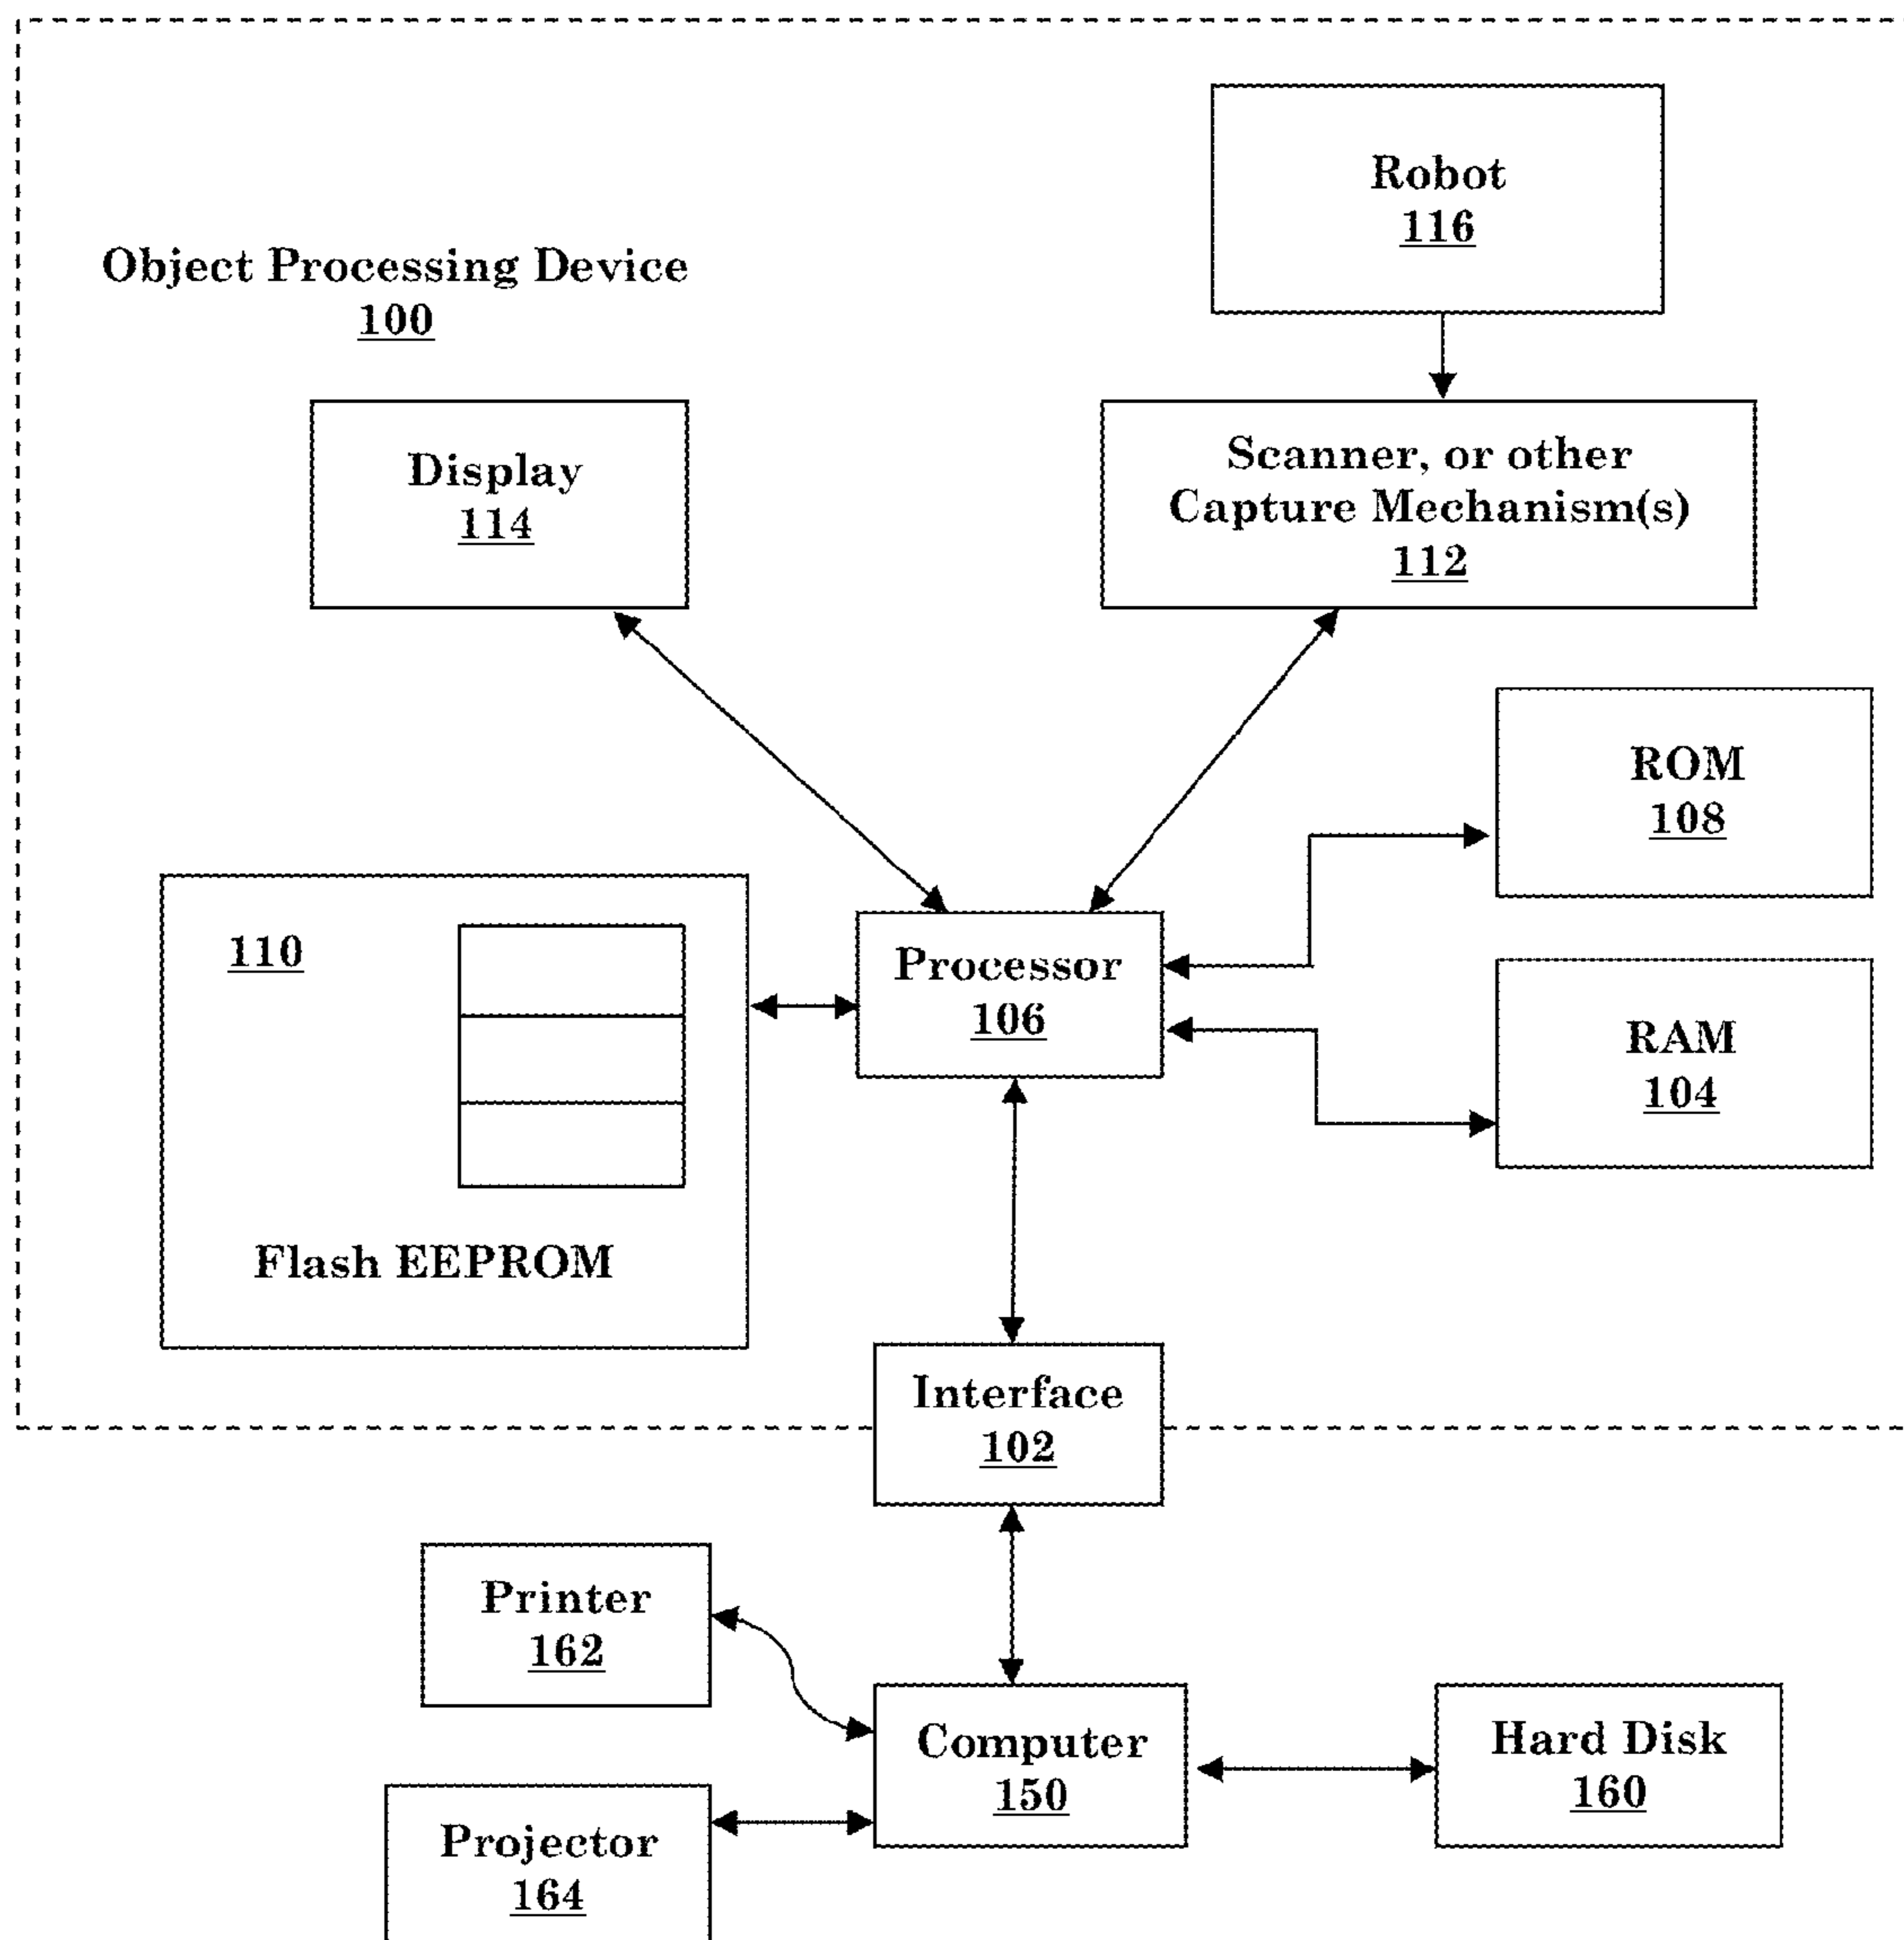 Robot
116
Object Processing Device
100
Display
114
Scanner, or other
Capture Mechanism(s)
112
ROM
108
110
Processor
106
RAM
104
Flash EEPROM
Interface
102
Printer
162
Computer
150
Hard Disk
160
Projector
164